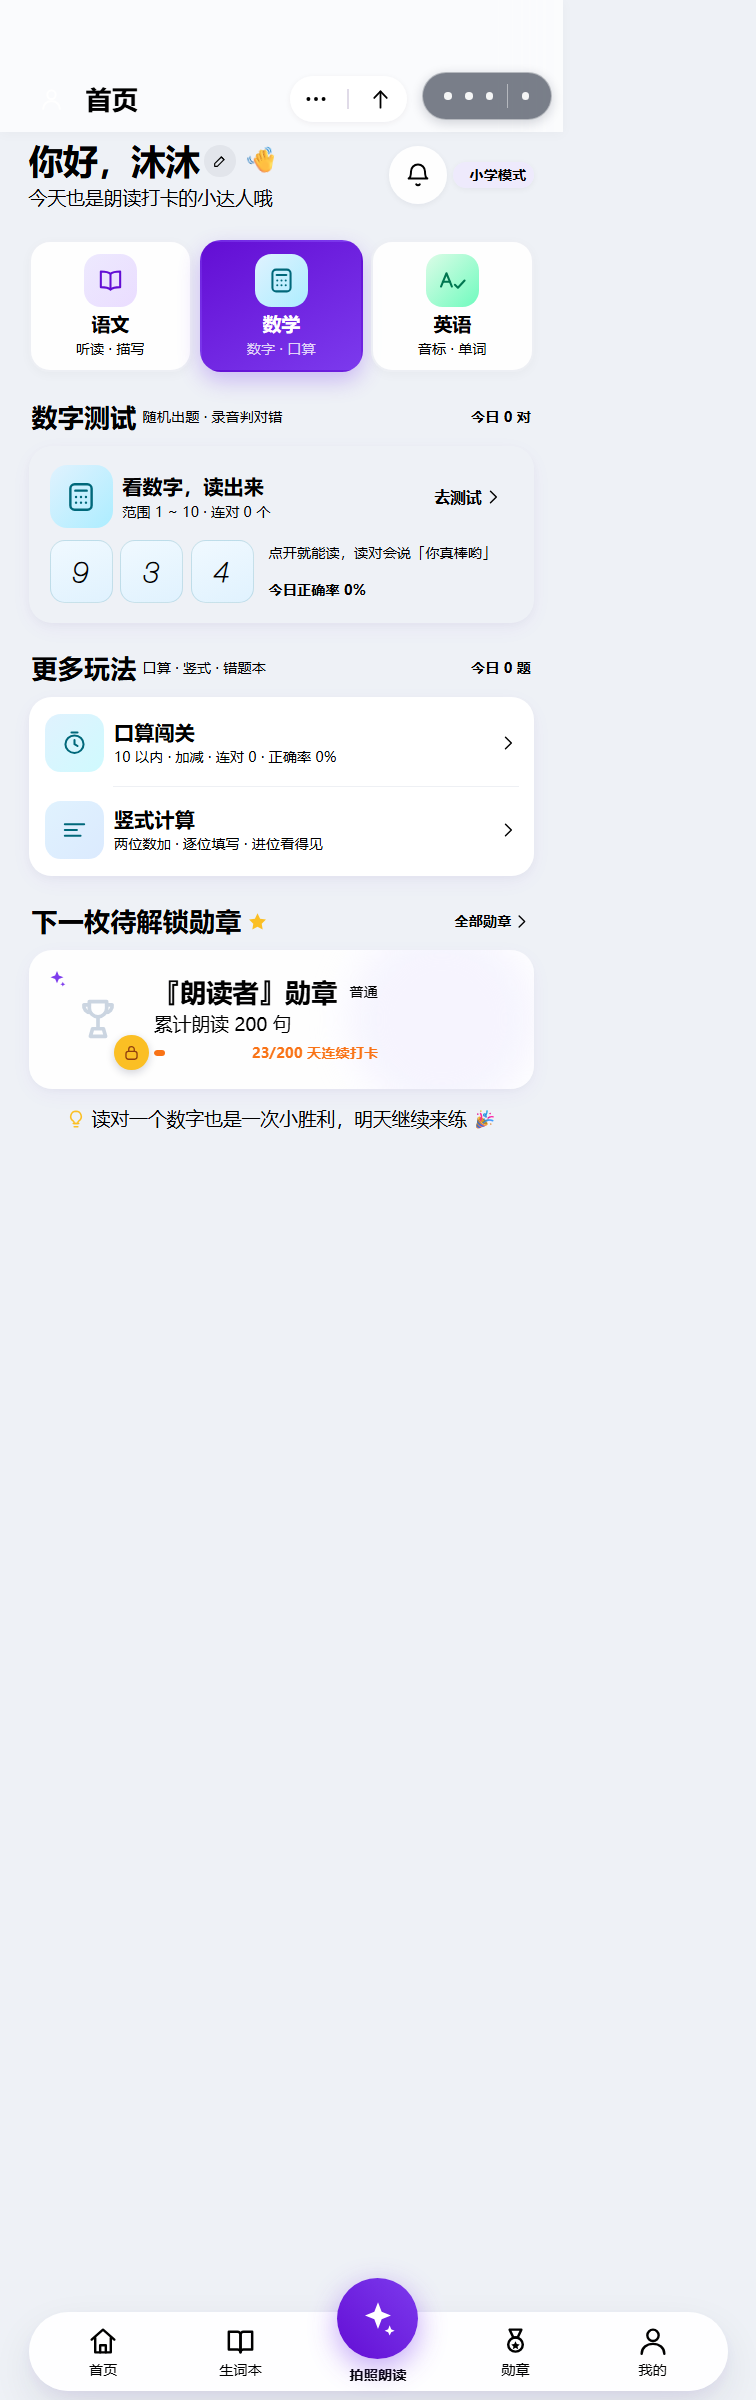 首页
你好，沐沐
今天也是朗读打卡的小达人哦
小学模式
语文
听读 · 描写
数学
数字 · 口算
英语
音标 · 单词
数字测试 随机出题 · 录音判对错 今日 0 对
看数字，读出来
范围 1 ~ 10 · 连对 0 个
去测试
9 3 4
点开就能读，读对会说「你真棒哟」
今日正确率 0%
更多玩法 口算 · 竖式 · 错题本 今日 0 题
口算闯关
10 以内 · 加减 · 连对 0 · 正确率 0%
竖式计算
两位数加 · 逐位填写 · 进位看得见
下一枚待解锁勋章 全部勋章
『朗读者』勋章 普通
累计朗读 200 句
23/200 天连续打卡
读对一个数字也是一次小胜利，明天继续来练 🎉
首页
生词本
拍照朗读
勋章
我的